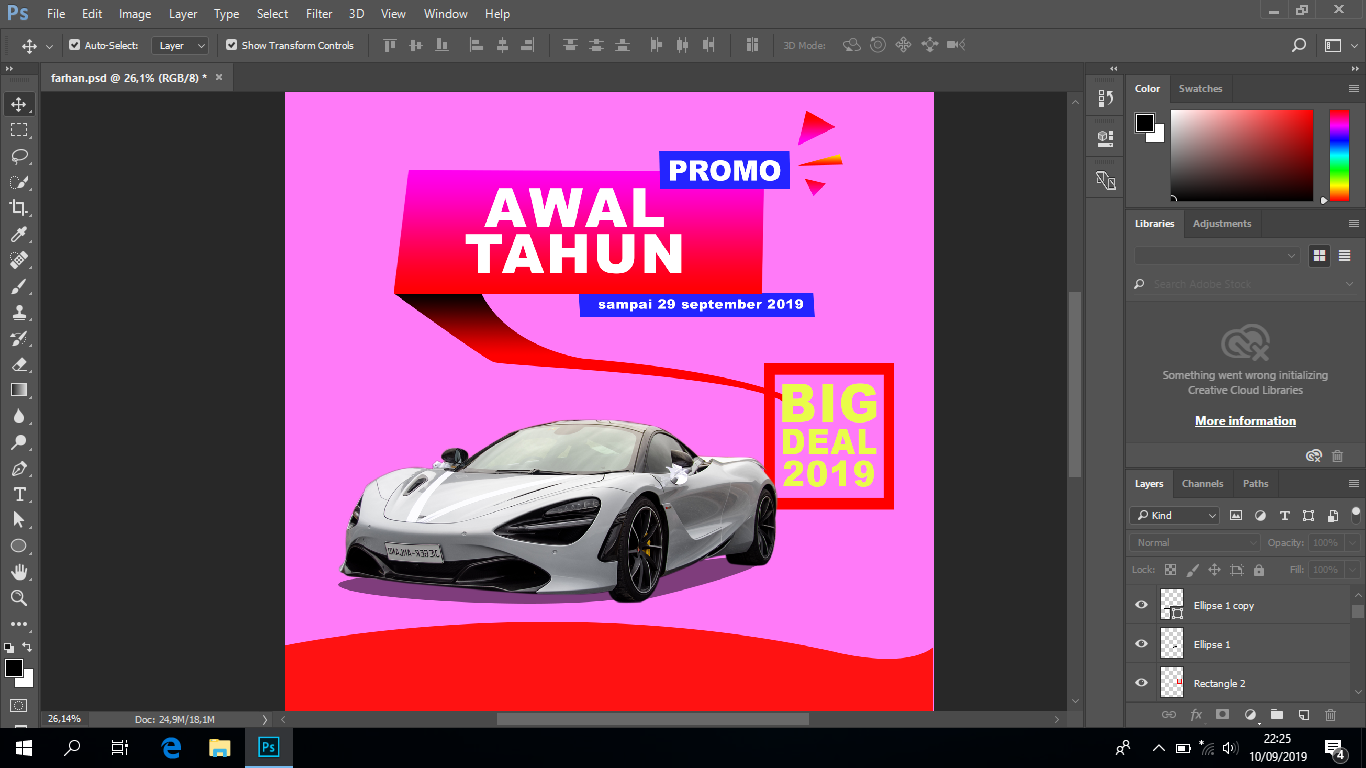 Ps File Edit Image Layer Type Select Filter 3D View Window Help
Auto-Select: Layer Show Transform Controls 3D Mode:
farhan.psd @ 26,1% (RGB/8) * ×
Color Swatches
PROMO
AWAL
TAHUN
sampai 29 september 2019
BIG
DEAL
2019
Libraries Adjustments
Search Adobe Stock
Something went wrong initializing
Creative Cloud Libraries
More information
Layers Channels Paths
Kind
Normal Opacity: 100%
Lock: Fill: 100%
Ellipse 1 copy
Ellipse 1
Rectangle 2
fx
26,14% Doc: 24,9M/18,1M
Ps
22:25
10/09/2019
4